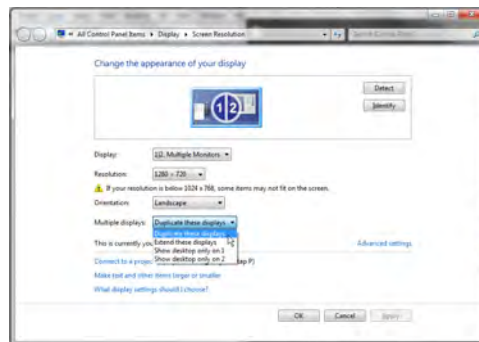 All Control Panel Items ▸ Display ▸ Screen Resolution
Change the appearance of your display
1 2
Detect
Identify
Display: 1|2. Multiple Monitors
Resolution: 1280 × 720
If your resolution is below 1024 x 768, some items may not fit on the screen.
Orientation: Landscape
Multiple displays: Duplicate these displays
Duplicate these displays
This is currently you
Extend these displays
Advanced settings
Show desktop only on 1
Connect to a projec
tap P)
Show desktop only on 2
Make text and other items larger or smaller
What display settings should I choose?
OK Cancel Apply